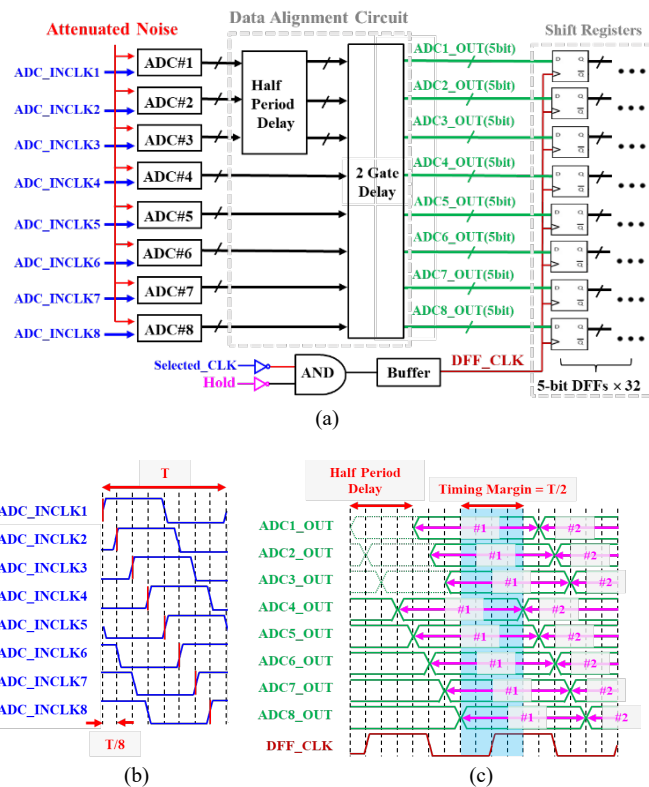 Attenuated Noise
Data Alignment Circuit
Shift Registers
ADC_INCLK1
ADC_INCLK2
ADC_INCLK3
ADC_INCLK4
ADC_INCLK5
ADC_INCLK6
ADC_INCLK7
ADC_INCLK8
ADC#1
ADC#2
ADC#3
ADC#4
ADC#5
ADC#6
ADC#7
ADC#8
Half
Period
Delay
2 Gate
Delay
ADC1_OUT(5bit)
ADC2_OUT(5bit)
ADC3_OUT(5bit)
ADC4_OUT(5bit)
ADC5_OUT(5bit)
ADC6_OUT(5bit)
ADC7_OUT(5bit)
ADC8_OUT(5bit)
Selected_CLK
Hold
AND
Buffer
DFF_CLK
5-bit DFFs × 32
(a)
T
ADC_INCLK1
ADC_INCLK2
ADC_INCLK3
ADC_INCLK4
ADC_INCLK5
ADC_INCLK6
ADC_INCLK7
ADC_INCLK8
T/8
(b)
Half Period
Delay
Timing Margin = T/2
ADC1_OUT #1 #2
ADC2_OUT #1 #2
ADC3_OUT #1 #2
ADC4_OUT #1 #2
ADC5_OUT #1 #2
ADC6_OUT #1 #2
ADC7_OUT #1 #2
ADC8_OUT #1 #2
DFF_CLK
(c)